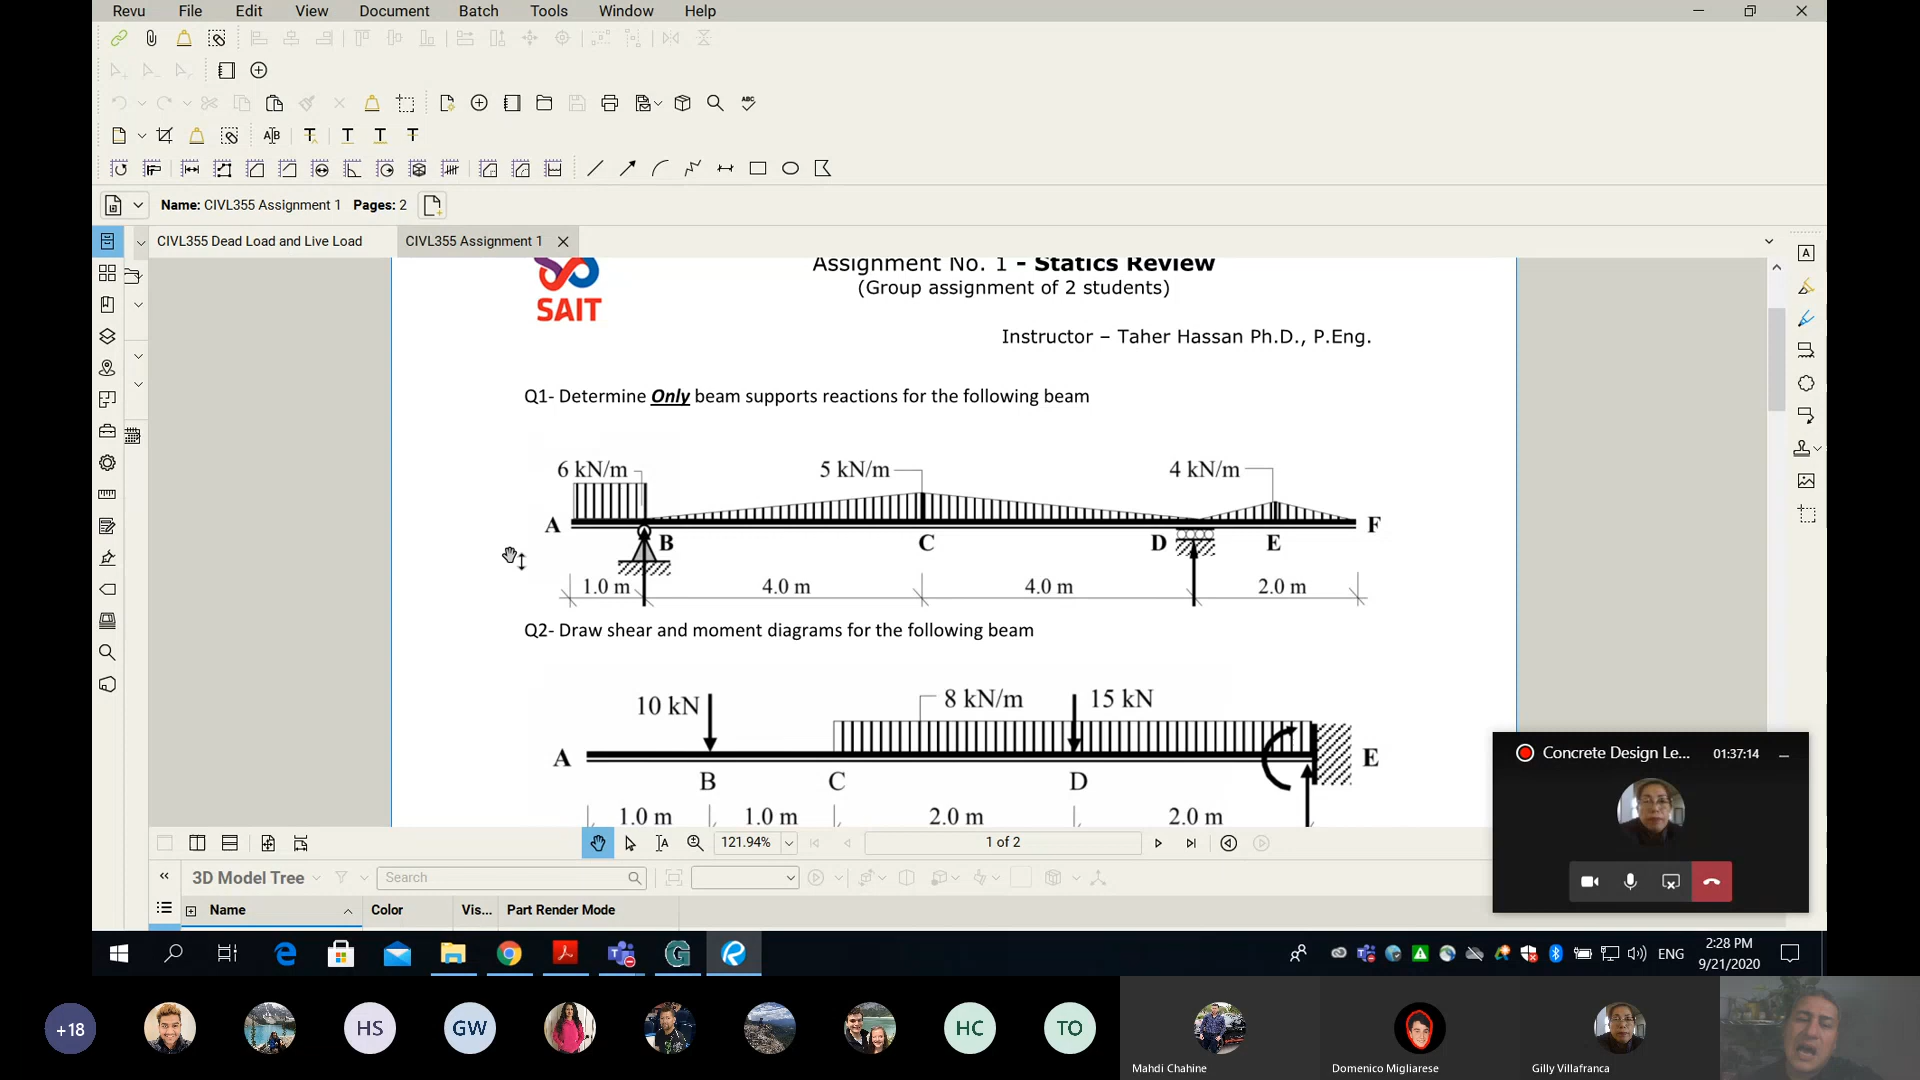 Revu File Edit View Document Batch Tools Window Help
Name: CIVL355 Assignment 1 Pages: 2
CIVL355 Dead Load and Live Load CIVL355 Assignment 1
Assignment No. 1 - Statics Review
(Group assignment of 2 students)
SAIT
Instructor – Taher Hassan Ph.D., P.Eng.
Q1- Determine Only beam supports reactions for the following beam
6 kN/m 5 kN/m 4 kN/m
A F
B C D E
1.0 m 4.0 m 4.0 m 2.0 m
Q2- Draw shear and moment diagrams for the following beam
10 kN 8 kN/m 15 kN
A E
B C D
1.0 m 1.0 m 2.0 m 2.0 m
Concrete Design Le... 01:37:14
121.94% 1 of 2
3D Model Tree Search
Name Color Vis... Part Render Mode
ENG
2:28 PM
9/21/2020
+18 HS GW HC TO
Mahdi Chahine Domenico Migliarese Gilly Villafranca